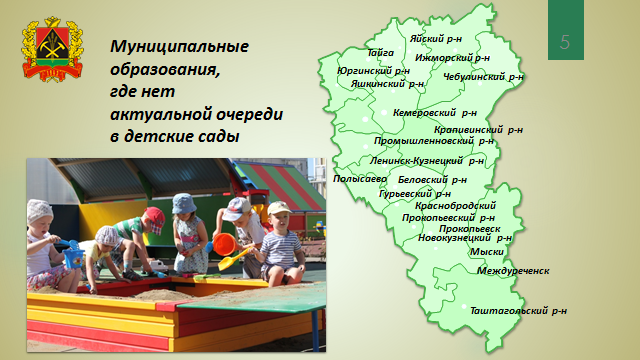 5
Муниципальные
образования,
где нет
актуальной очереди
в детские сады
Яйский р-н
Тайга
Ижморский р-н
Юргинский р-н
Чебулинский р-н
Яшкинский р-н
Кемеровский р-н
Крапивинский р-н
Промышленновский р-н
Ленинск-Кузнецкий р-н
Полысаево
Беловский р-н
Гурьевский р-н
Краснобродский
Прокопьевский р-н
Прокопьевск
Новокузнецкий р-н
Мыски
Междуреченск
Таштагольский р-н